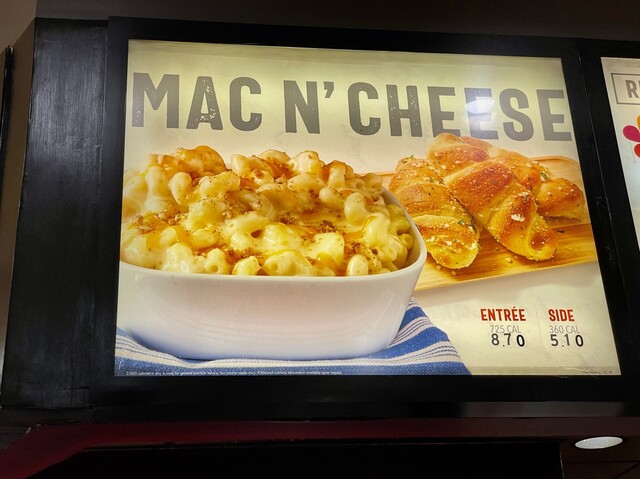 MAC N' CHEESE
ENTRÉE
725 CAL
8.70
SIDE
360 CAL
5.10